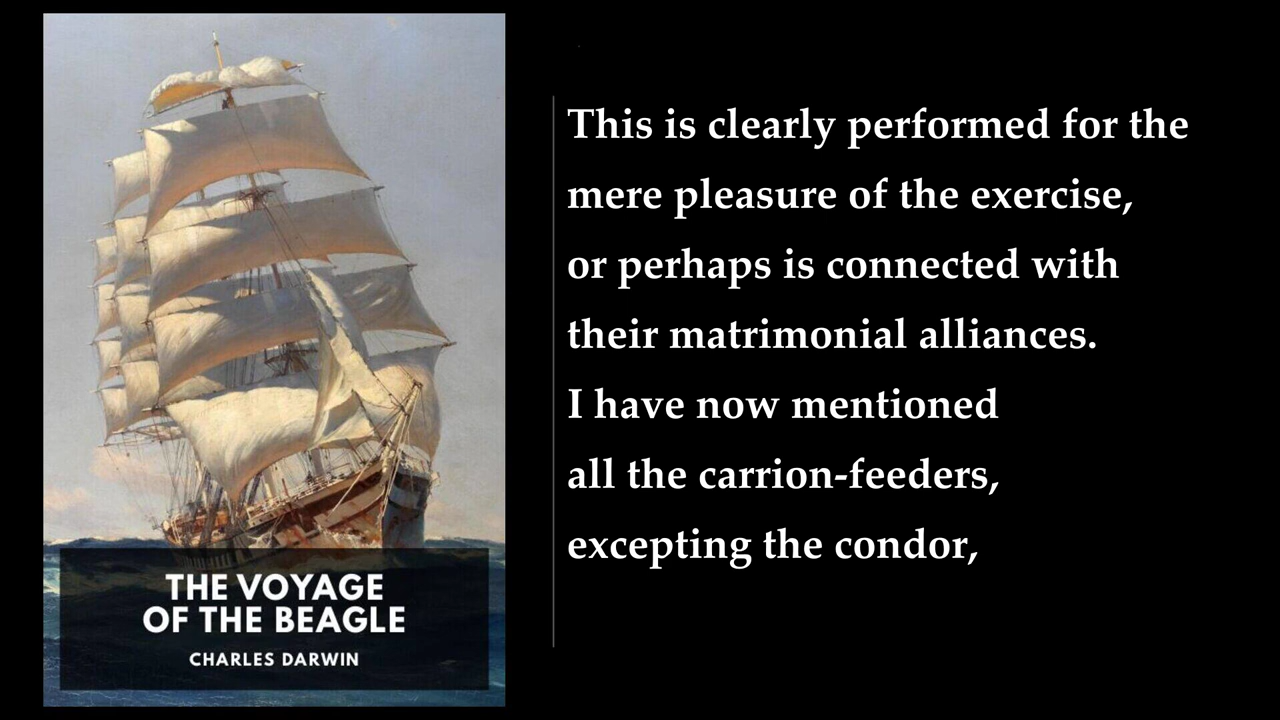 THE VOYAGE
OF THE BEAGLE
CHARLES DARWIN
This is clearly performed for the
mere pleasure of the exercise,
or perhaps is connected with
their matrimonial alliances.
I have now mentioned
all the carrion-feeders,
excepting the condor,